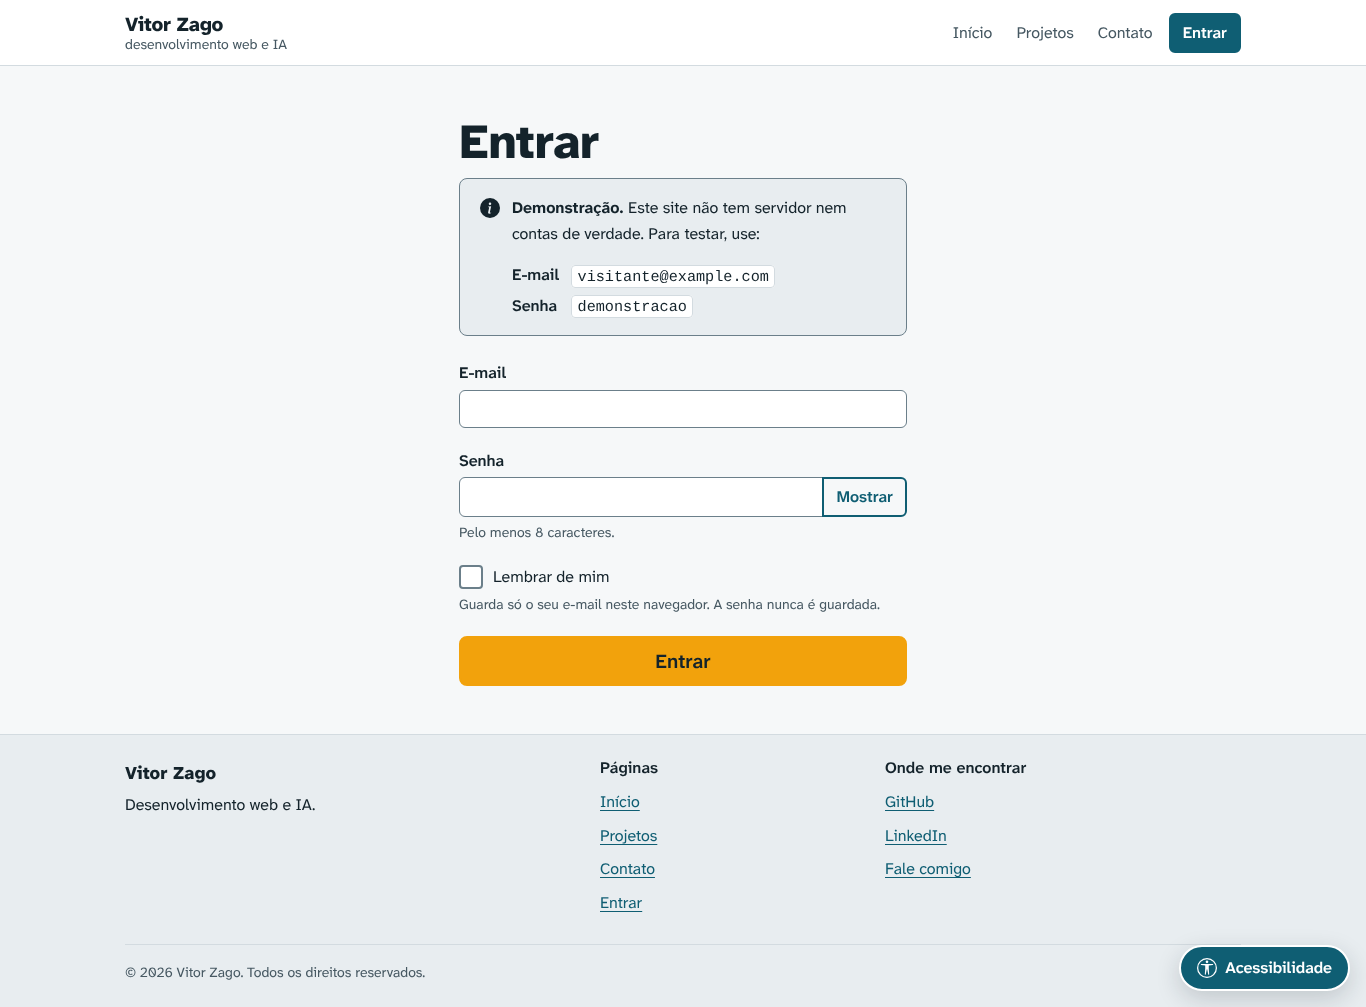 Vitor Zago
desenvolvimento web e IA
Início
Projetos
Contato
Entrar
Entrar
Demonstração. Este site não tem servidor nem
contas de verdade. Para testar, use:
E-mail visitante@example.com
Senha demonstracao
E-mail
Senha
Mostrar
Pelo menos 8 caracteres.
Lembrar de mim
Guarda só o seu e-mail neste navegador. A senha nunca é guardada.
Entrar
Vitor Zago
Desenvolvimento web e IA.
Páginas
Início
Projetos
Contato
Entrar
Onde me encontrar
GitHub
LinkedIn
Fale comigo
© 2026 Vitor Zago. Todos os direitos reservados.
Acessibilidade